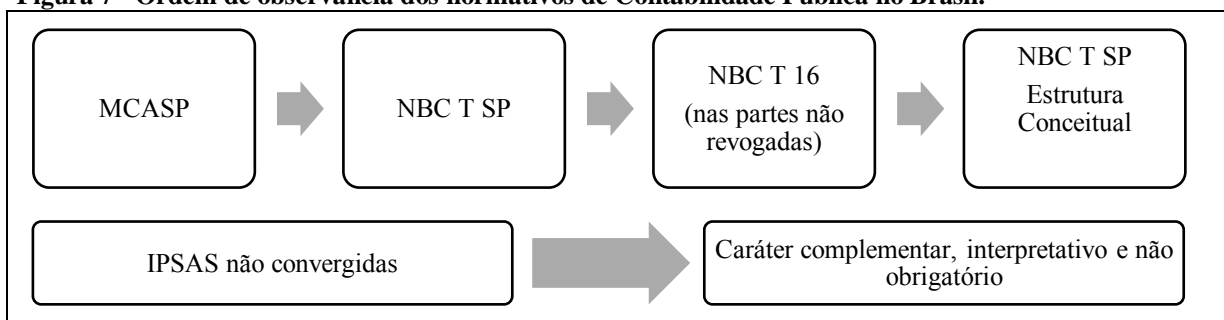 Figura 7 - Ordem de observância dos normativos de Contabilidade Pública no Brasil.
MCASP
NBC T SP
NBC T 16
(nas partes não
revogadas)
NBC T SP
Estrutura
Conceitual
IPSAS não convergidas
Caráter complementar, interpretativo e não
obrigatório